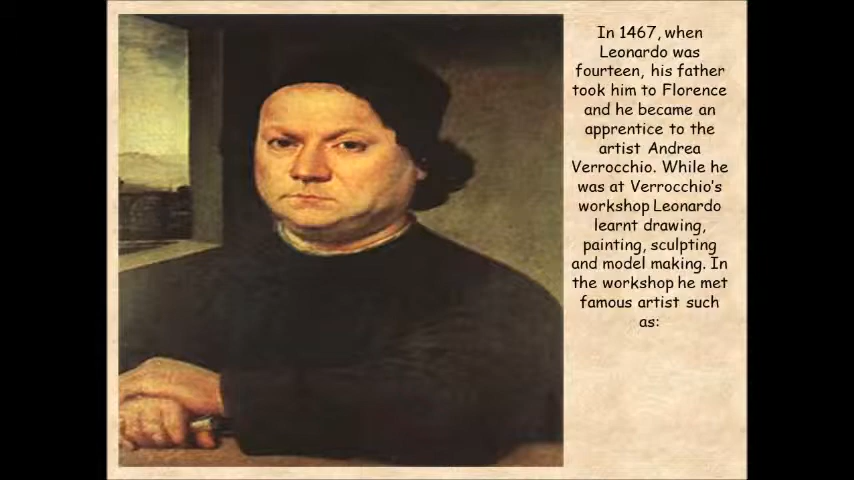 In 1467, when
Leonardo was
fourteen, his father
took him to Florence
and he became an
apprentice to the
artist Andrea
Verrocchio. While he
was at Verrocchio's
workshop Leonardo
learnt drawing,
painting, sculpting
and model making. In
the workshop he met
famous artist such
as: